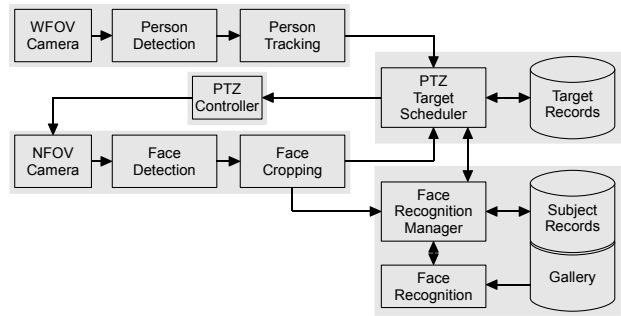 WFOV
Camera
Person
Detection
Person
Tracking
PTZ
Controller
PTZ
Target
Scheduler
Target
Records
NFOV
Camera
Face
Detection
Face
Cropping
Face
Recognition
Manager
Subject
Records
Face
Recognition
Gallery